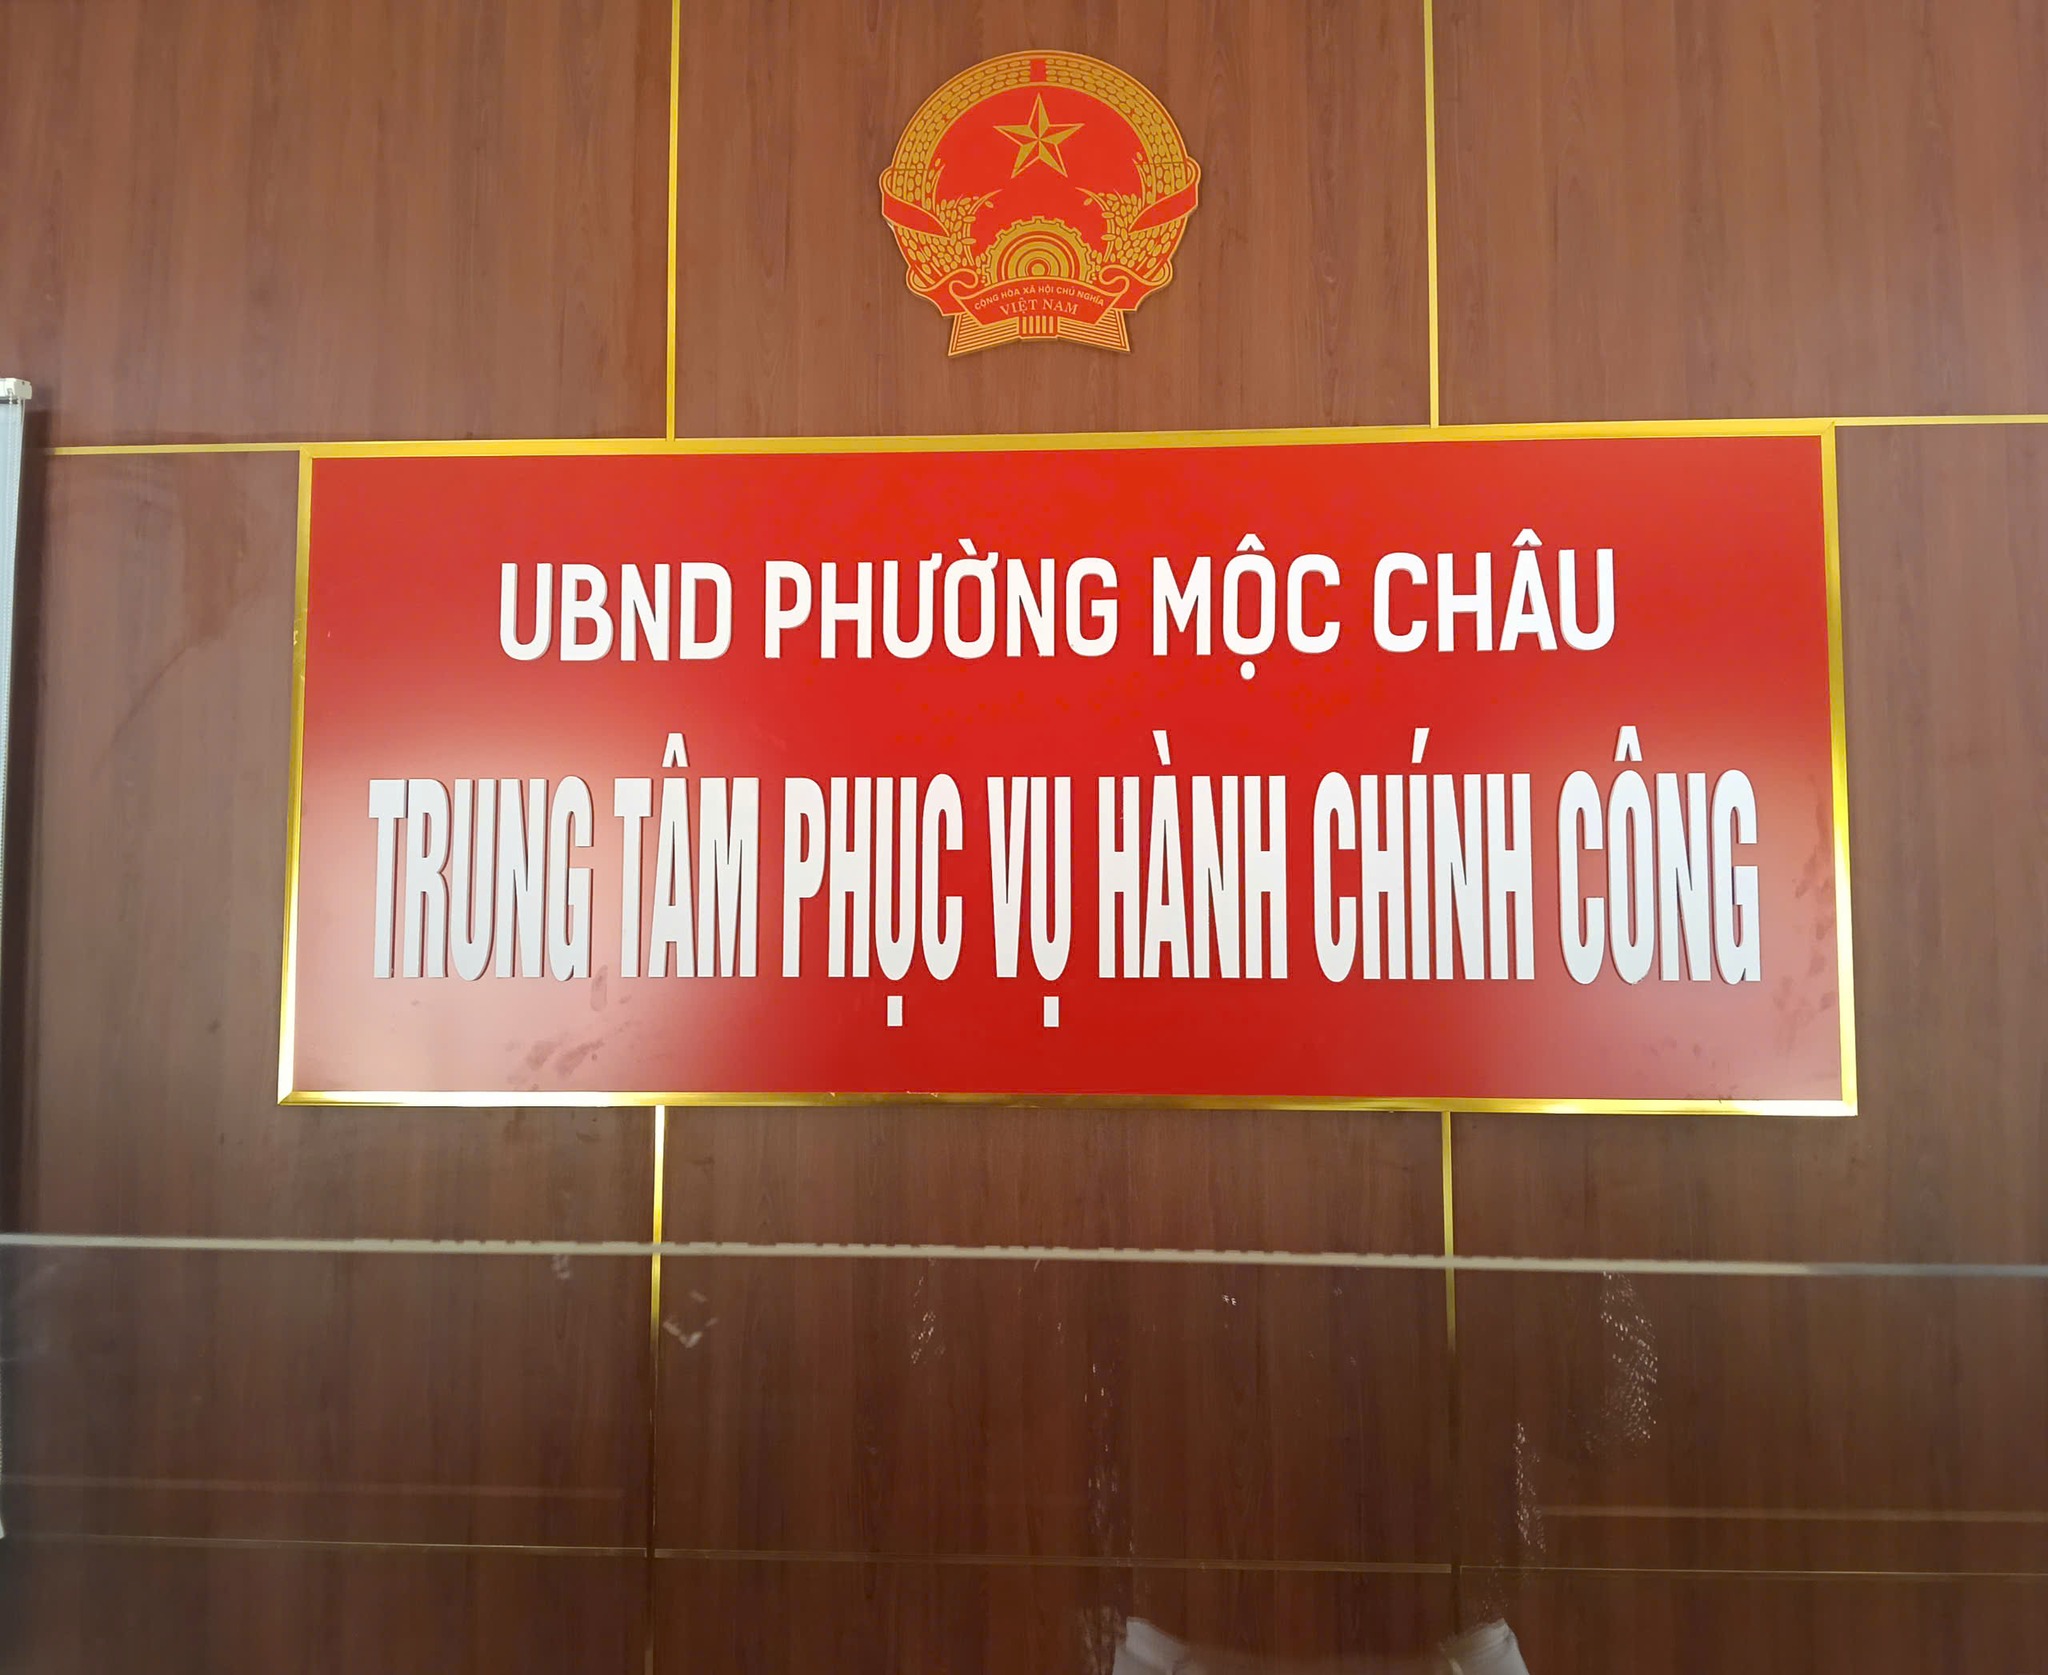 CỘNG HÒA XÃ HỘI CHỦ NGHĨA
VIỆT NAM
UBND PHƯỜNG MỘC CHÂU
TRUNG TÂM PHỤC VỤ HÀNH CHÍNH CÔNG